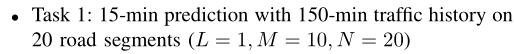 • Task 1: 15-min prediction with 150-min traffic history on
20 road segments (L = 1, M = 10, N = 20)